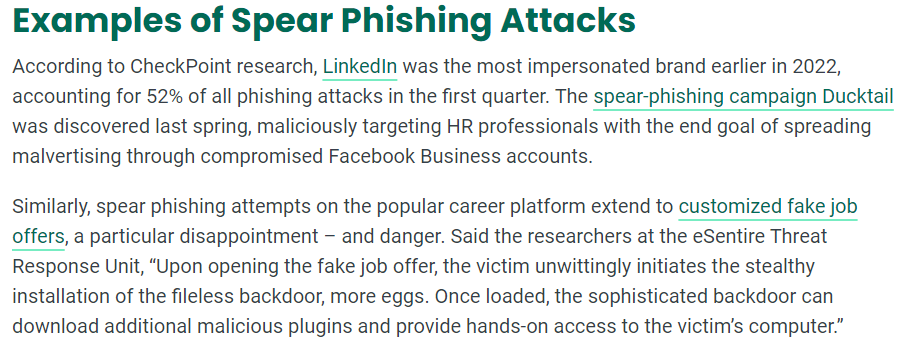 Examples of Spear Phishing Attacks
According to CheckPoint research, LinkedIn was the most impersonated brand earlier in 2022,
accounting for 52% of all phishing attacks in the first quarter. The spear-phishing campaign Ducktail
was discovered last spring, maliciously targeting HR professionals with the end goal of spreading
malvertising through compromised Facebook Business accounts.
Similarly, spear phishing attempts on the popular career platform extend to customized fake job
offers, a particular disappointment – and danger. Said the researchers at the eSentire Threat
Response Unit, “Upon opening the fake job offer, the victim unwittingly initiates the stealthy
installation of the fileless backdoor, more eggs. Once loaded, the sophisticated backdoor can
download additional malicious plugins and provide hands-on access to the victim’s computer.”